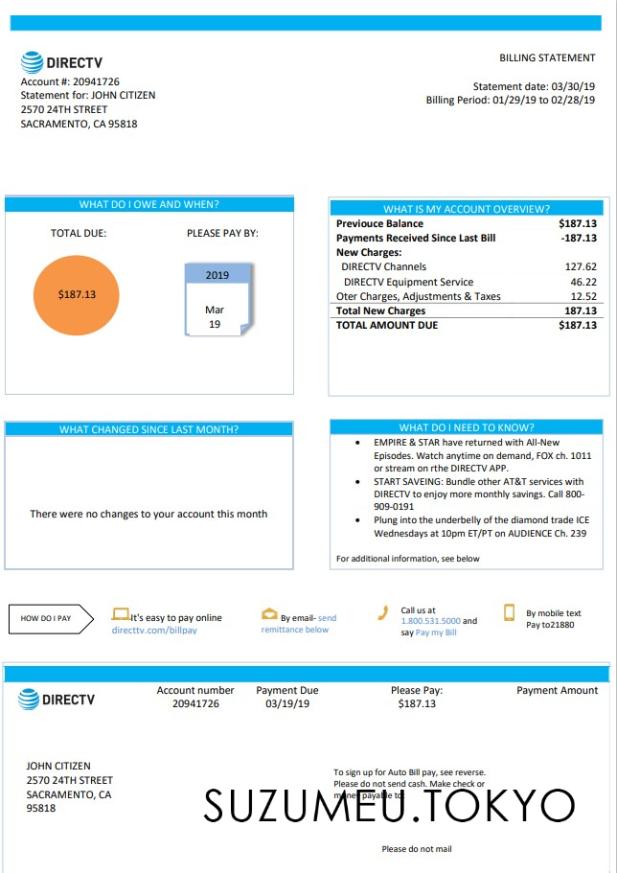 DIRECTV
BILLING STATEMENT
Account #: 20941726
Statement for: JOHN CITIZEN
2570 24TH STREET
SACRAMENTO, CA 95818
Statement date: 03/30/19
Billing Period: 01/29/19 to 02/28/19
WHAT DO I OWE AND WHEN?
TOTAL DUE:
PLEASE PAY BY:
$187.13
2019
Mar
19
WHAT IS MY ACCOUNT OVERVIEW?
Previouce Balance $187.13
Payments Received Since Last Bill -187.13
New Charges:
DIRECTV Channels 127.62
DIRECTV Equipment Service 46.22
Oter Charges, Adjustments & Taxes 12.52
Total New Charges 187.13
TOTAL AMOUNT DUE $187.13
WHAT CHANGED SINCE LAST MONTH?
There were no changes to your account this month
WHAT DO I NEED TO KNOW?
• EMPIRE & STAR have returned with All-New
Episodes. Watch anytime on demand, FOX ch. 1011
or stream on rthe DIRECTV APP.
• START SAVEING: Bundle other AT&T services with
DIRECTV to enjoy more monthly savings. Call 800-
909-0191
• Plung into the underbelly of the diamond trade ICE
Wednesdays at 10pm ET/PT on AUDIENCE Ch. 239
For additional information, see below
HOW DO I PAY
It's easy to pay online
directtv.com/billpay
By email- send
remittance below
Call us at
1.800.531.5000 and
say Pay my Bill
By mobile text
Pay to21880
DIRECTV
Account number Payment Due Please Pay: Payment Amount
20941726 03/19/19 $187.13
JOHN CITIZEN
2570 24TH STREET
SACRAMENTO, CA
95818
To sign up for Auto Bill pay, see reverse.
Please do not send cash. Make check or
money payable to:
SUZUMEU.TOKYO
Please do not mail